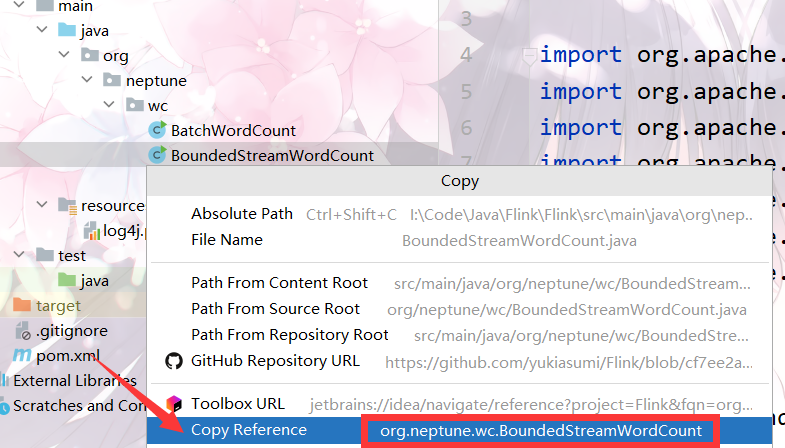 main
java
org
neptune
wc
BatchWordCount
BoundedStreamWordCount
resource
log4j.p
test
java
target
.gitignore
pom.xml
External Libraries
Scratches and Con
3
4 import org.apache.
5 import org.apache.
6 import org.apache.
7 import org.apache.
Copy
Absolute Path Ctrl+Shift+C I:\Code\Java\Flink\Flink\src\main\java\org\nep...
File Name BoundedStreamWordCount.java
Path From Content Root src/main/java/org/neptune/wc/BoundedStream...
Path From Source Root org/neptune/wc/BoundedStreamWordCount.java
Path From Repository Root src/main/java/org/neptune/wc/BoundedStre...
GitHub Repository URL https://github.com/yukiasumi/Flink/blob/cf7ee2a...
Toolbox URL jetbrains://idea/navigate/reference?project=Flink&fqn=org...
Copy Reference org.neptune.wc.BoundedStreamWordCount